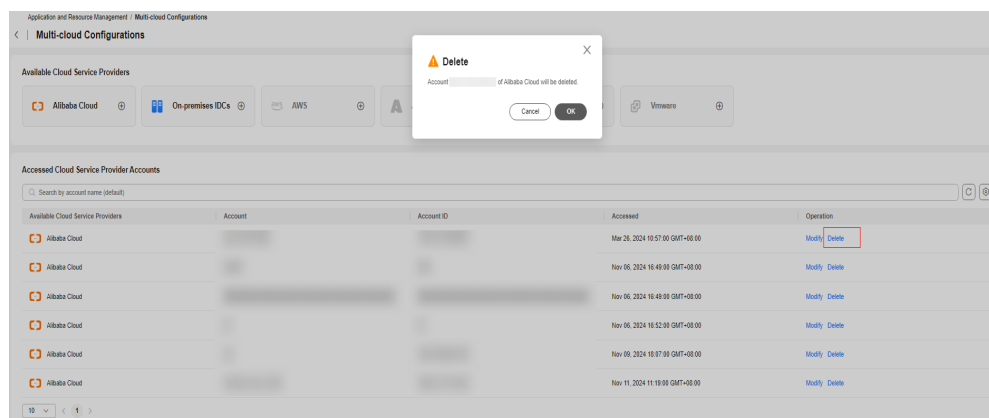 Application and Resource Management / Multi-cloud Configurations
Multi-cloud Configurations
Delete
Account of Alibaba Cloud will be deleted.
Cancel OK
Available Cloud Service Providers
Alibaba Cloud On-premises IDCs AWS Vmware
Accessed Cloud Service Provider Accounts
Search by account name (default)
Available Cloud Service Providers Account Account ID Accessed Operation
Alibaba Cloud Mar 26, 2024 10:57:00 GMT+08:00 Modify Delete
Alibaba Cloud Nov 06, 2024 16:49:00 GMT+08:00 Modify Delete
Alibaba Cloud Nov 06, 2024 16:49:00 GMT+08:00 Modify Delete
Alibaba Cloud Nov 06, 2024 16:52:00 GMT+08:00 Modify Delete
Alibaba Cloud Nov 09, 2024 18:07:00 GMT+08:00 Modify Delete
Alibaba Cloud Nov 11, 2024 11:19:00 GMT+08:00 Modify Delete
10 < 1 >